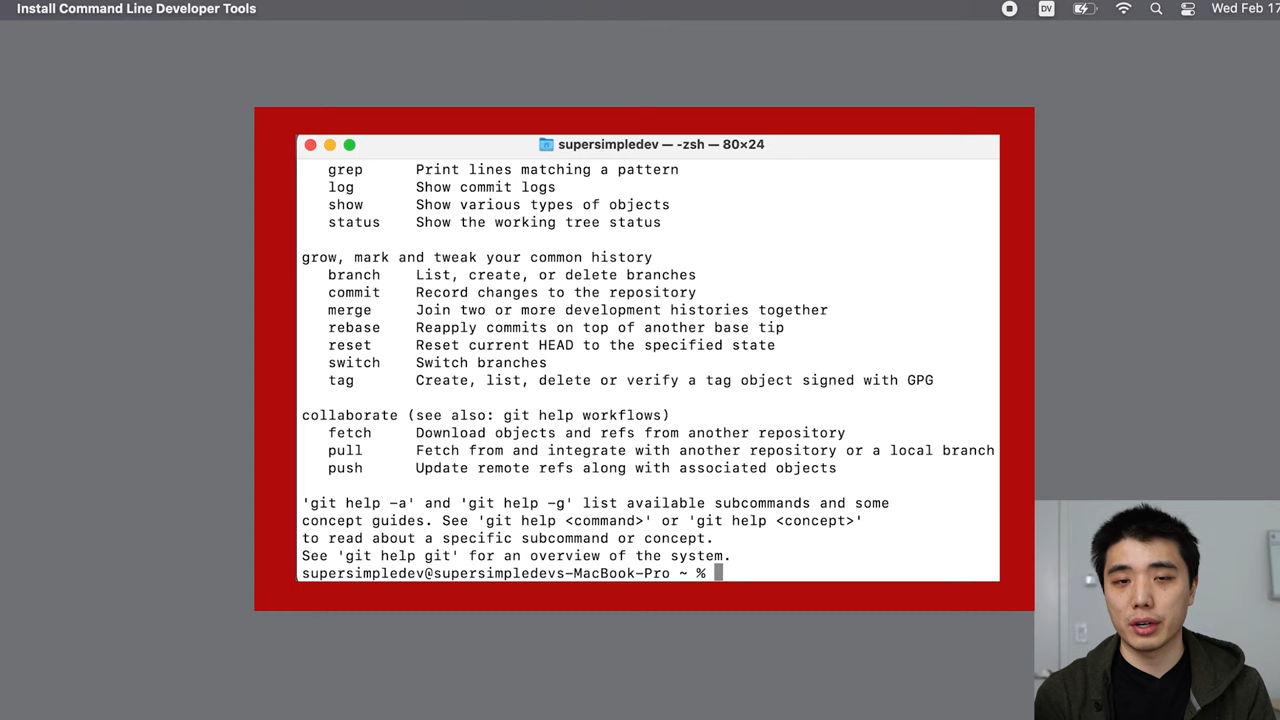 Install Command Line Developer Tools
DV
Wed Feb 17
supersimpledev — -zsh — 80×24
grep Print lines matching a pattern
log Show commit logs
show Show various types of objects
status Show the working tree status
grow, mark and tweak your common history
branch List, create, or delete branches
commit Record changes to the repository
merge Join two or more development histories together
rebase Reapply commits on top of another base tip
reset Reset current HEAD to the specified state
switch Switch branches
tag Create, list, delete or verify a tag object signed with GPG
collaborate (see also: git help workflows)
fetch Download objects and refs from another repository
pull Fetch from and integrate with another repository or a local branch
push Update remote refs along with associated objects
'git help -a' and 'git help -g' list available subcommands and some
concept guides. See 'git help <command>' or 'git help <concept>'
to read about a specific subcommand or concept.
See 'git help git' for an overview of the system.
supersimpledev@supersimpledevs-MacBook-Pro ~ %